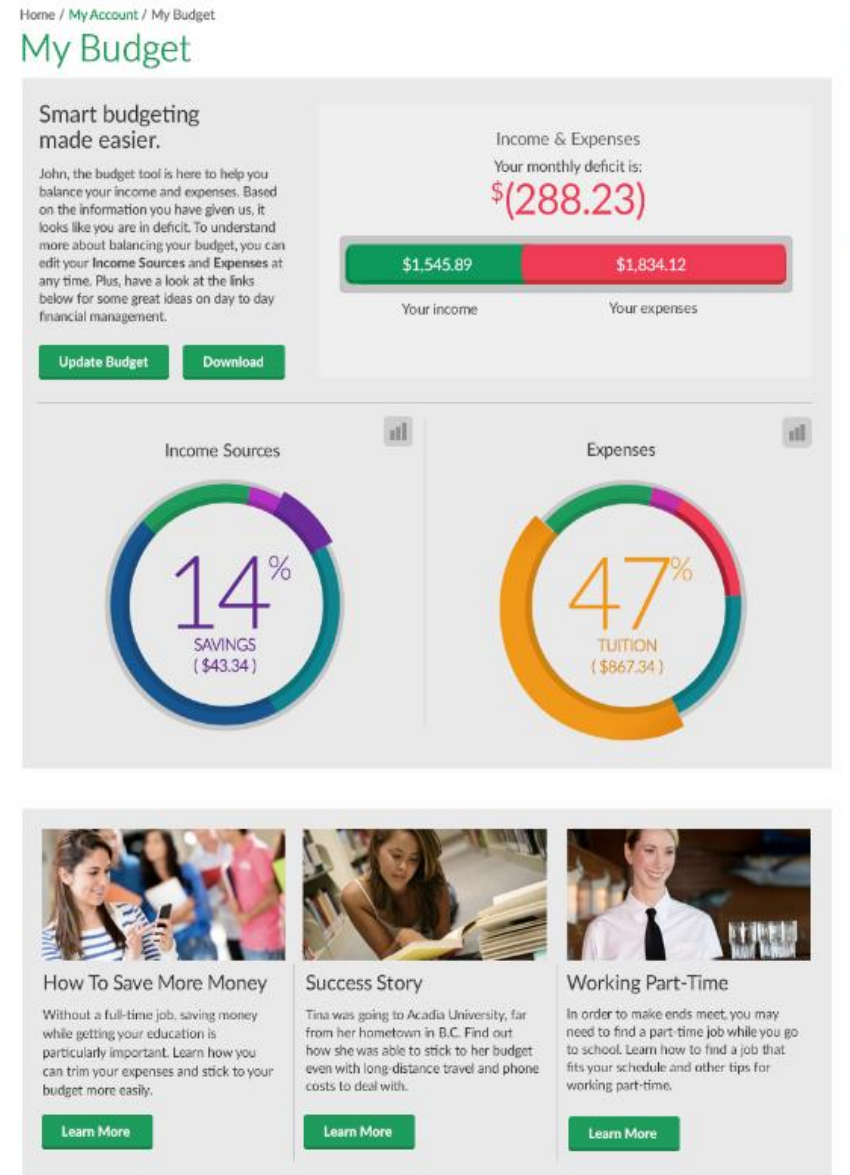 Home / My Account / My Budget
My Budget
Smart budgeting
made easier.
John, the budget tool is here to help you
balance your income and expenses. Based
on the information you have given us, it
looks like you are in deficit. To understand
more about balancing your budget, you can
edit your Income Sources and Expenses at
any time. Plus, have a look at the links
below for some great ideas on day to day
financial management.
Update Budget
Download
Income & Expenses
Your monthly deficit is:
$(288.23)
$1,545.89
$1,834.12
Your income
Your expenses
Income Sources
14%
SAVINGS
( $43.34 )
Expenses
47%
TUITION
( $867.34 )
How To Save More Money
Without a full-time job, saving money
while getting your education is
particularly important. Learn how you
can trim your expenses and stick to your
budget more easily.
Learn More
Success Story
Tina was going to Acadia University, far
from her hometown in B.C. Find out
how she was able to stick to her budget
even with long-distance travel and phone
costs to deal with.
Learn More
Working Part-Time
In order to make ends meet, you may
need to find a part-time job while you go
to school. Learn how to find a job that
fits your schedule and other tips for
working part-time.
Learn More